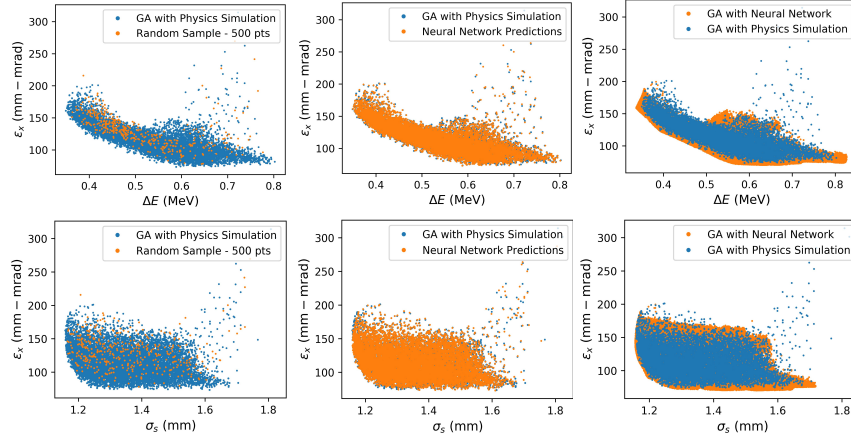 GA with Physics Simulation
Random Sample - 500 pts
300
250
200
150
100
εx (mm − mrad)
0.4 0.5 0.6 0.7 0.8
ΔE (MeV)
GA with Physics Simulation
Neural Network Predictions
300
250
200
150
100
εx (mm − mrad)
0.4 0.5 0.6 0.7 0.8
ΔE (MeV)
GA with Neural Network
GA with Physics Simulation
300
250
200
150
100
εx (mm − mrad)
0.4 0.5 0.6 0.7 0.8
ΔE (MeV)
GA with Physics Simulation
Random Sample - 500 pts
300
250
200
150
100
εx (mm − mrad)
1.2 1.4 1.6 1.8
σs (mm)
GA with Physics Simulation
Neural Network Predictions
300
250
200
150
100
εx (mm − mrad)
1.2 1.4 1.6 1.8
σs (mm)
GA with Neural Network
GA with Physics Simulation
300
250
200
150
100
εx (mm − mrad)
1.2 1.4 1.6 1.8
σs (mm)